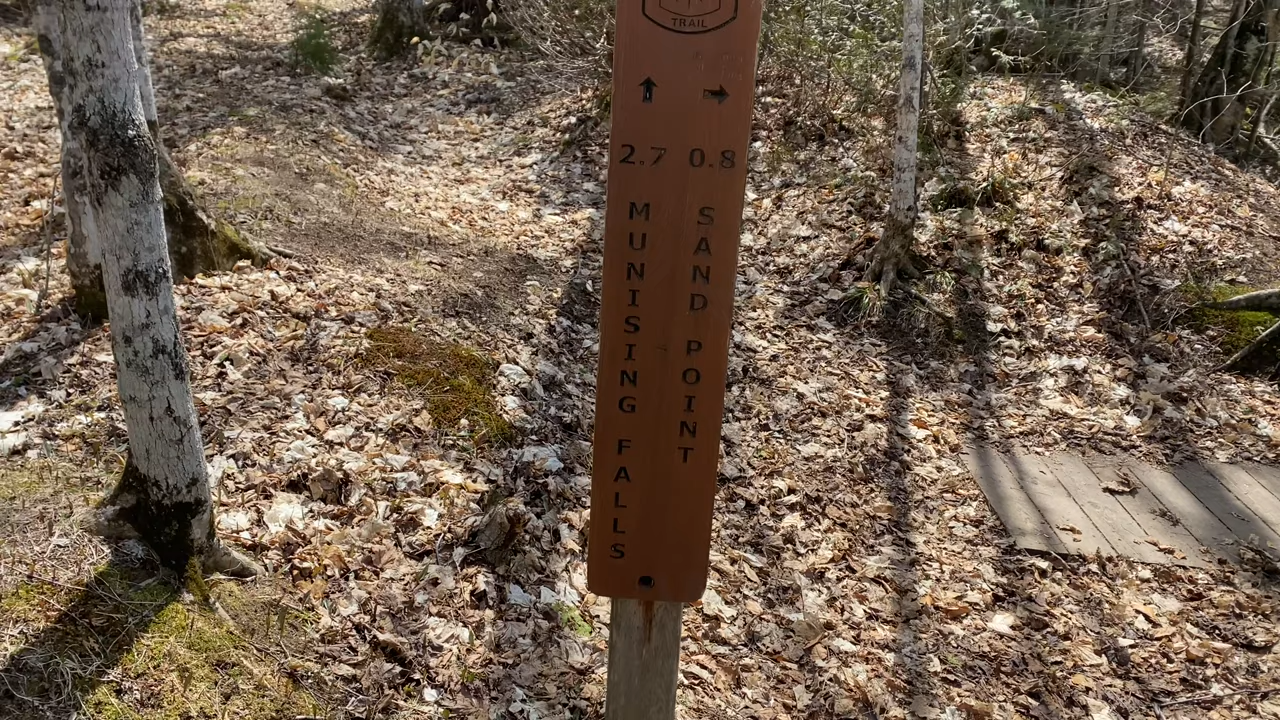 TRAIL
↑ →
2.7 0.8
MUNISING FALLS
SAND POINT